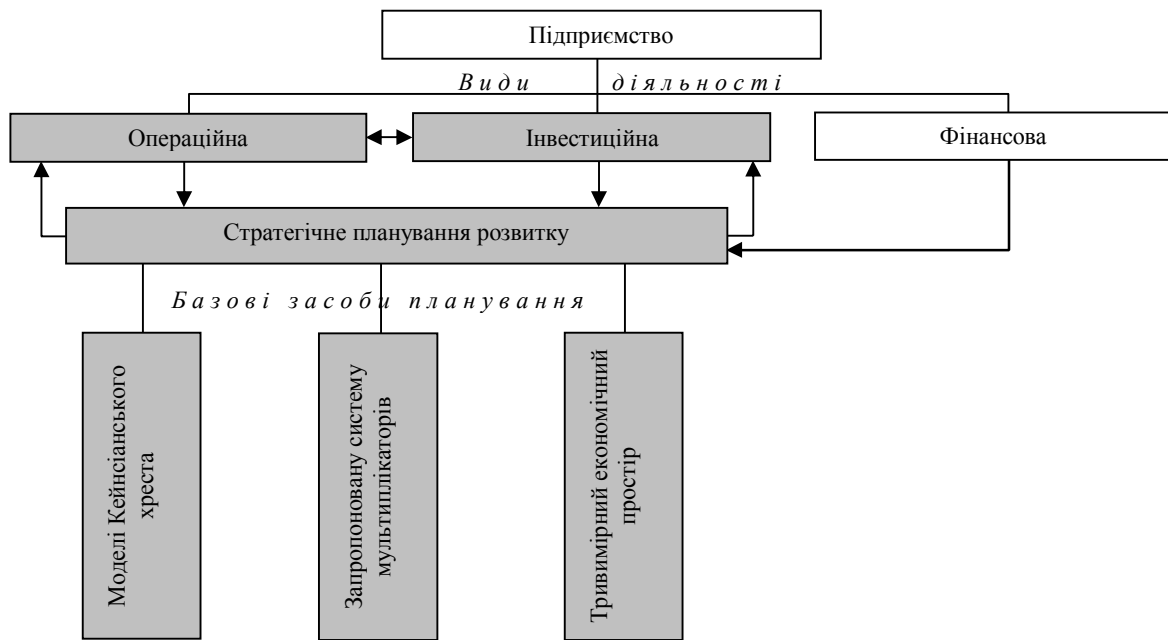 Підприємство
Види діяльності
Операційна
Інвестиційна
Фінансова
Стратегічне планування розвитку
Базові засоби планування
Моделі Кейнсіанського
хреста
Запропоновану систему
мультиплікаторів
Тривимірний економічний
простір